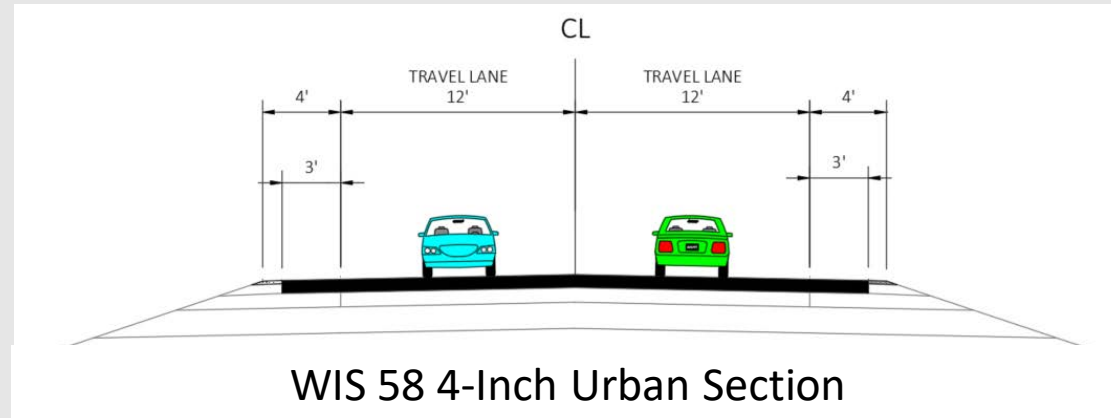 CL
TRAVEL LANE TRAVEL LANE
4' 12' 12' 4'
3' 3'
WIS 58 4-Inch Urban Section